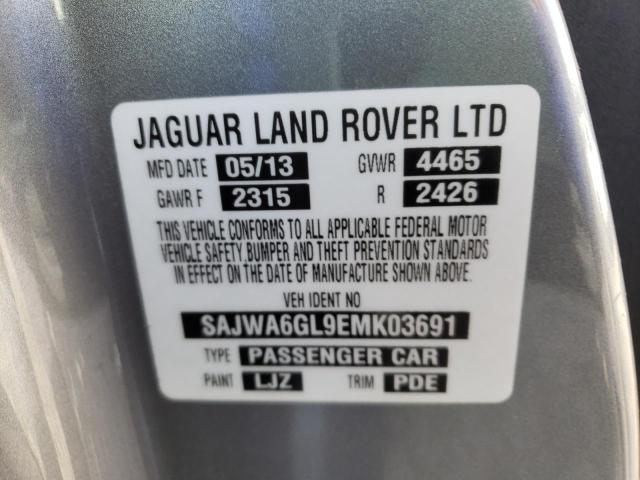 JAGUAR LAND ROVER LTD
MFD DATE 05/13 GVWR 4465
GAWR F 2315 R 2426
THIS VEHICLE CONFORMS TO ALL APPLICABLE FEDERAL MOTOR
VEHICLE SAFETY,BUMPER AND THEFT PREVENTION STANDARDS
IN EFFECT ON THE DATE OF MANUFACTURE SHOWN ABOVE.
VEH IDENT NO
SAJWA6GL9EMK03691
TYPE PASSENGER CAR
PAINT LJZ TRIM PDE